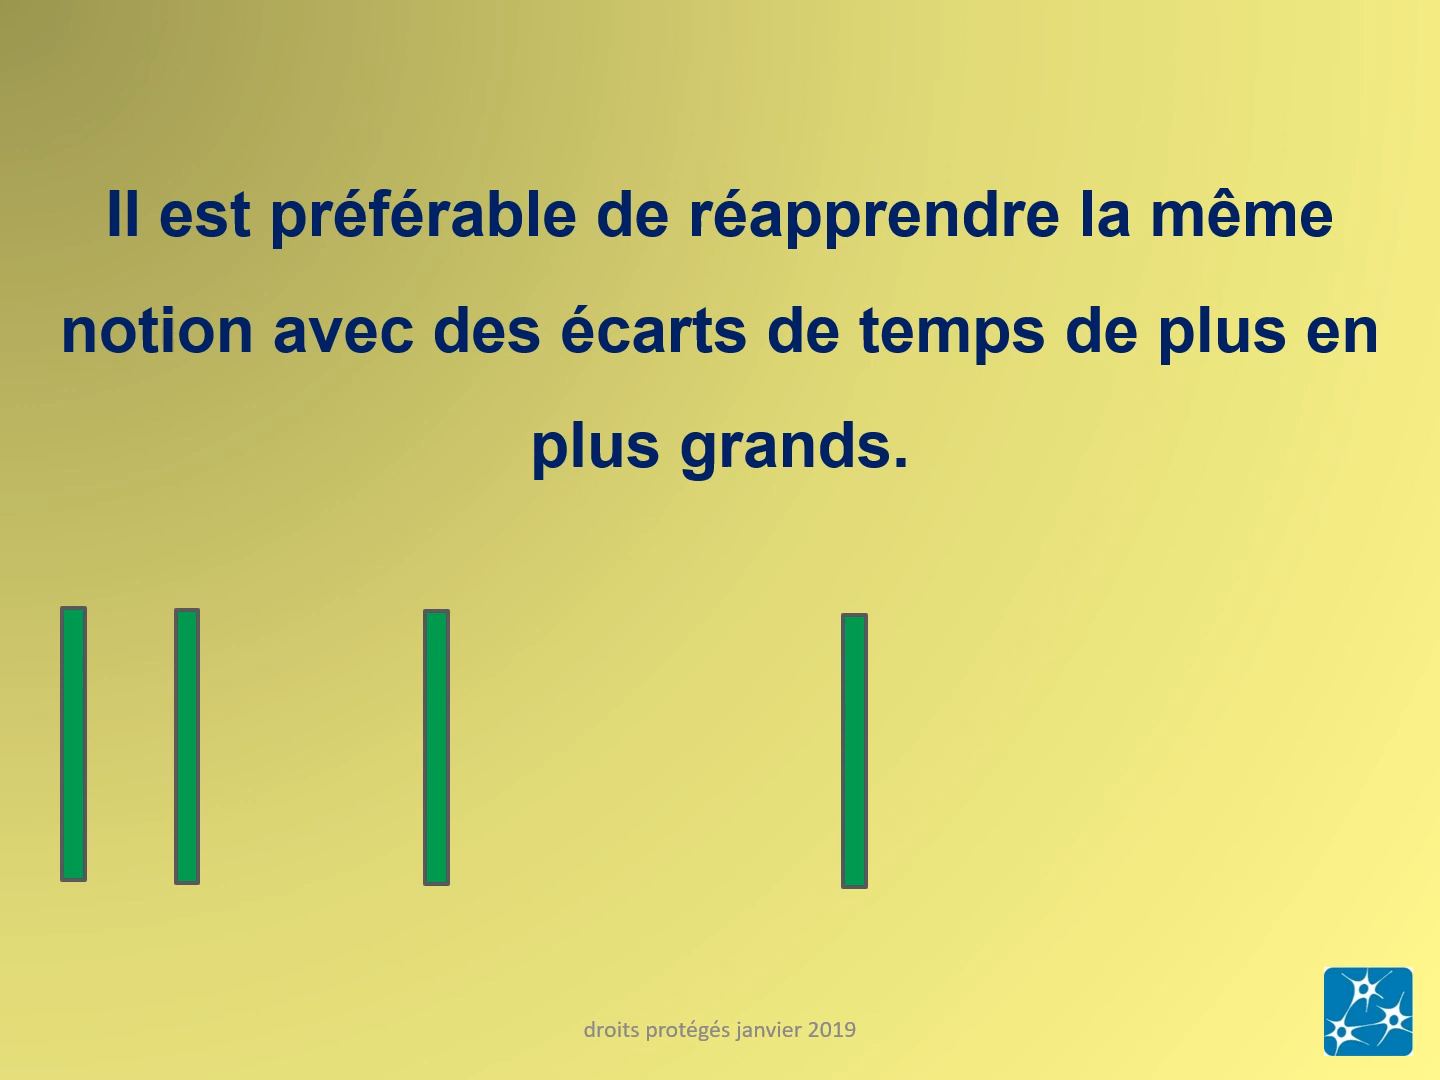 Il est préférable de réapprendre la même
notion avec des écarts de temps de plus en
plus grands.
droits protégés janvier 2019